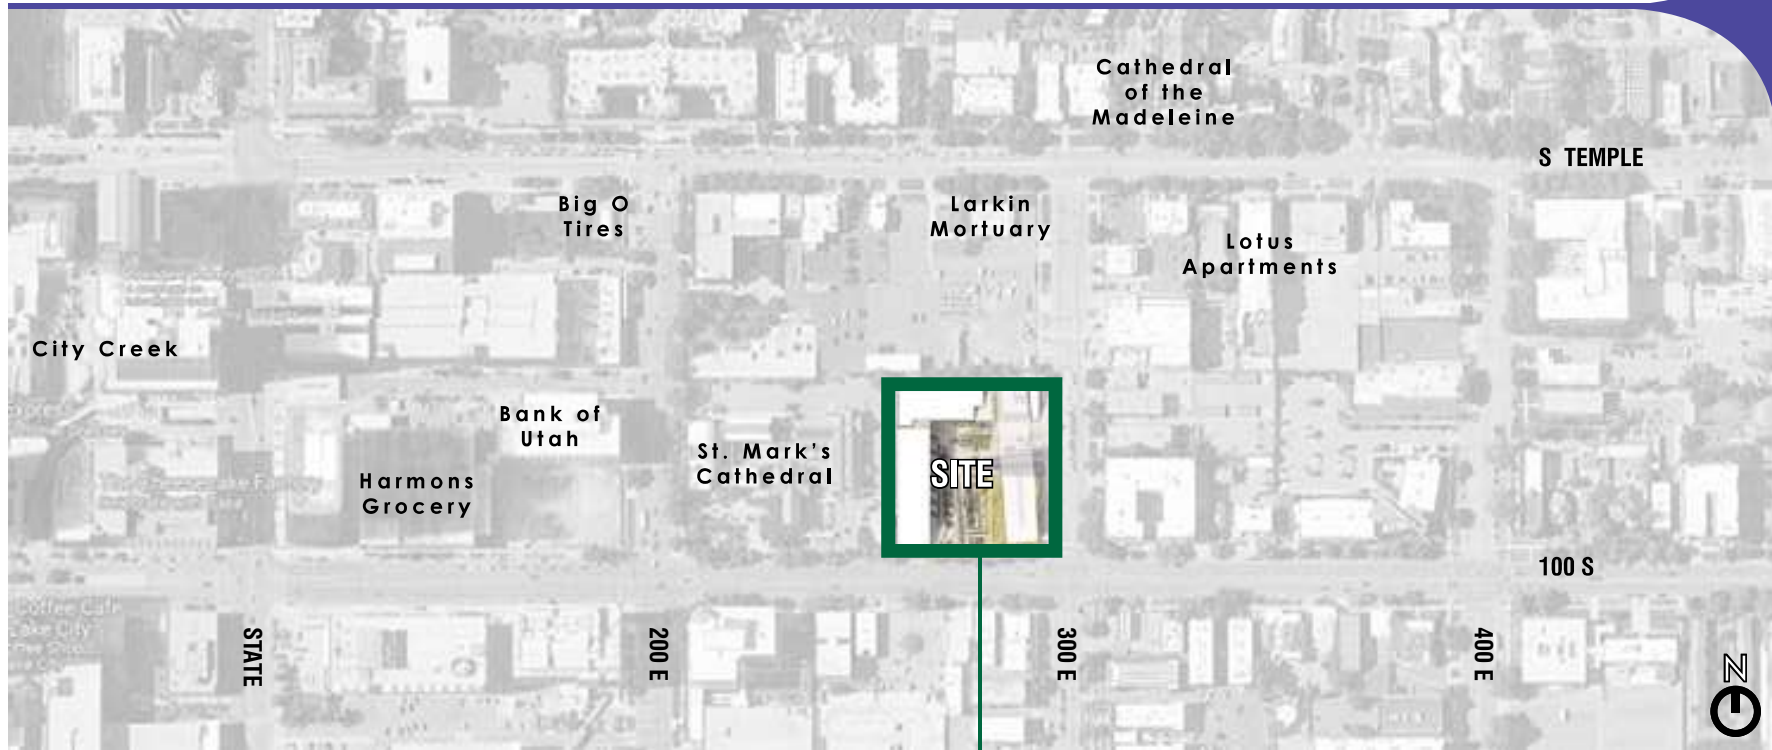 Cathedral
of the
Madeleine
S TEMPLE
Big O
Tires
Larkin
Mortuary
Lotus
Apartments
City Creek
Bank of
Utah
St. Mark's
Cathedral
Harmons
Grocery
SITE
100 S
STATE
200 E
300 E
400 E
N